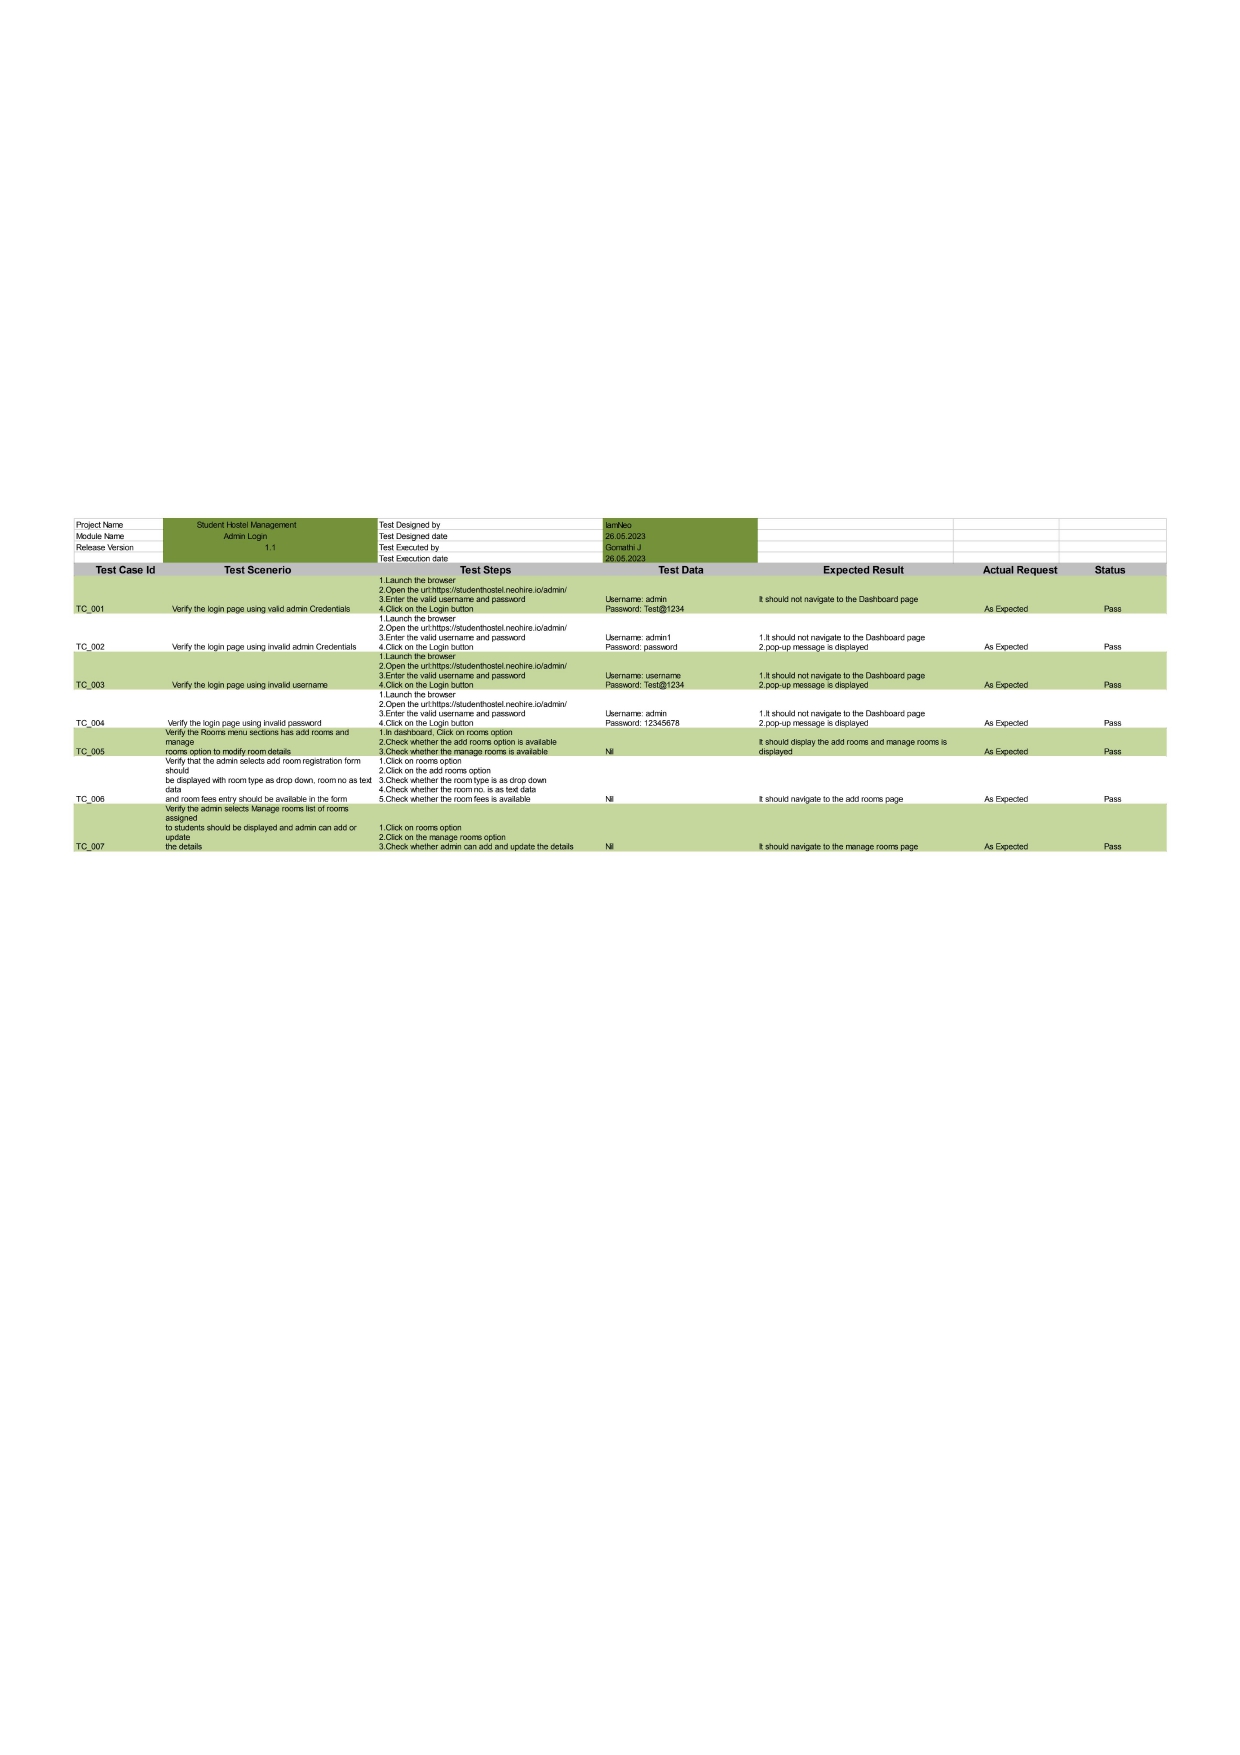 Project Name Student Hostel Management Test Designed by IamNeo
Module Name Admin Login Test Designed date 26.05.2023
Release Version 1.1 Test Executed by Gomathi J
Test Execution date 26.05.2023
Test Case Id Test Scenerio Test Steps Test Data Expected Result Actual Request Status
1.Launch the browser
2.Open the url:https://studenthostel.neohire.io/admin/
3.Enter the valid username and password Username: admin It should not navigate to the Dashboard page
TC_001 Verify the login page using valid admin Credentials 4.Click on the Login button Password: Test@1234 As Expected Pass
1.Launch the browser
2.Open the url:https://studenthostel.neohire.io/admin/
3.Enter the valid username and password Username: admin1 1.It should not navigate to the Dashboard page
TC_002 Verify the login page using invalid admin Credentials 4.Click on the Login button Password: password 2.pop-up message is displayed As Expected Pass
1.Launch the browser
2.Open the url:https://studenthostel.neohire.io/admin/
3.Enter the valid username and password Username: username 1.It should not navigate to the Dashboard page
TC_003 Verify the login page using invalid username 4.Click on the Login button Password: Test@1234 2.pop-up message is displayed As Expected Pass
1.Launch the browser
2.Open the url:https://studenthostel.neohire.io/admin/
3.Enter the valid username and password Username: admin 1.It should not navigate to the Dashboard page
TC_004 Verify the login page using invalid password 4.Click on the Login button Password: 12345678 2.pop-up message is displayed As Expected Pass
Verify the Rooms menu sections has add rooms and 1.In dashboard, Click on rooms option
manage 2.Check whether the add rooms option is available It should display the add rooms and manage rooms is
TC_005 rooms option to modify room details 3.Check whether the manage rooms is available Nil displayed As Expected Pass
Verify that the admin selects add room registration form 1.Click on rooms option
should 2.Click on the add rooms option
be displayed with room type as drop down, room no as text 3.Check whether the room type is as drop down
data 4.Check whether the room no. is as text data
TC_006 and room fees entry should be available in the form 5.Check whether the room fees is available Nil It should navigate to the add rooms page As Expected Pass
Verify the admin selects Manage rooms list of rooms
assigned
to students should be displayed and admin can add or 1.Click on rooms option
update 2.Click on the manage rooms option
TC_007 the details 3.Check whether admin can add and update the details Nil It should navigate to the manage rooms page As Expected Pass